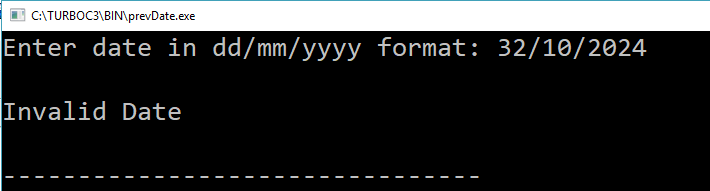 C:\TURBOC3\BIN\prevDate.exe
Enter date in dd/mm/yyyy format: 32/10/2024
Invalid Date
---------------------------------